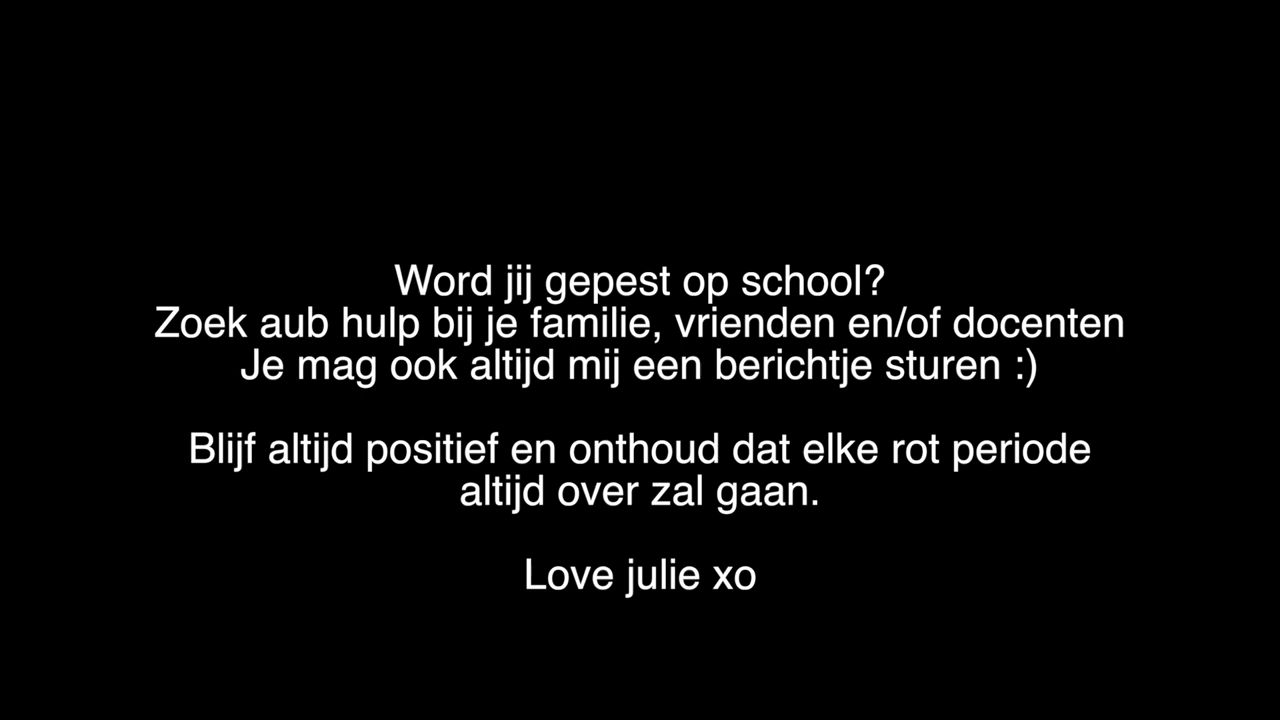 Word jij gepest op school?
Zoek aub hulp bij je familie, vrienden en/of docenten
Je mag ook altijd mij een berichtje sturen :)
Blijf altijd positief en onthoud dat elke rot periode
altijd over zal gaan.
Love julie xo